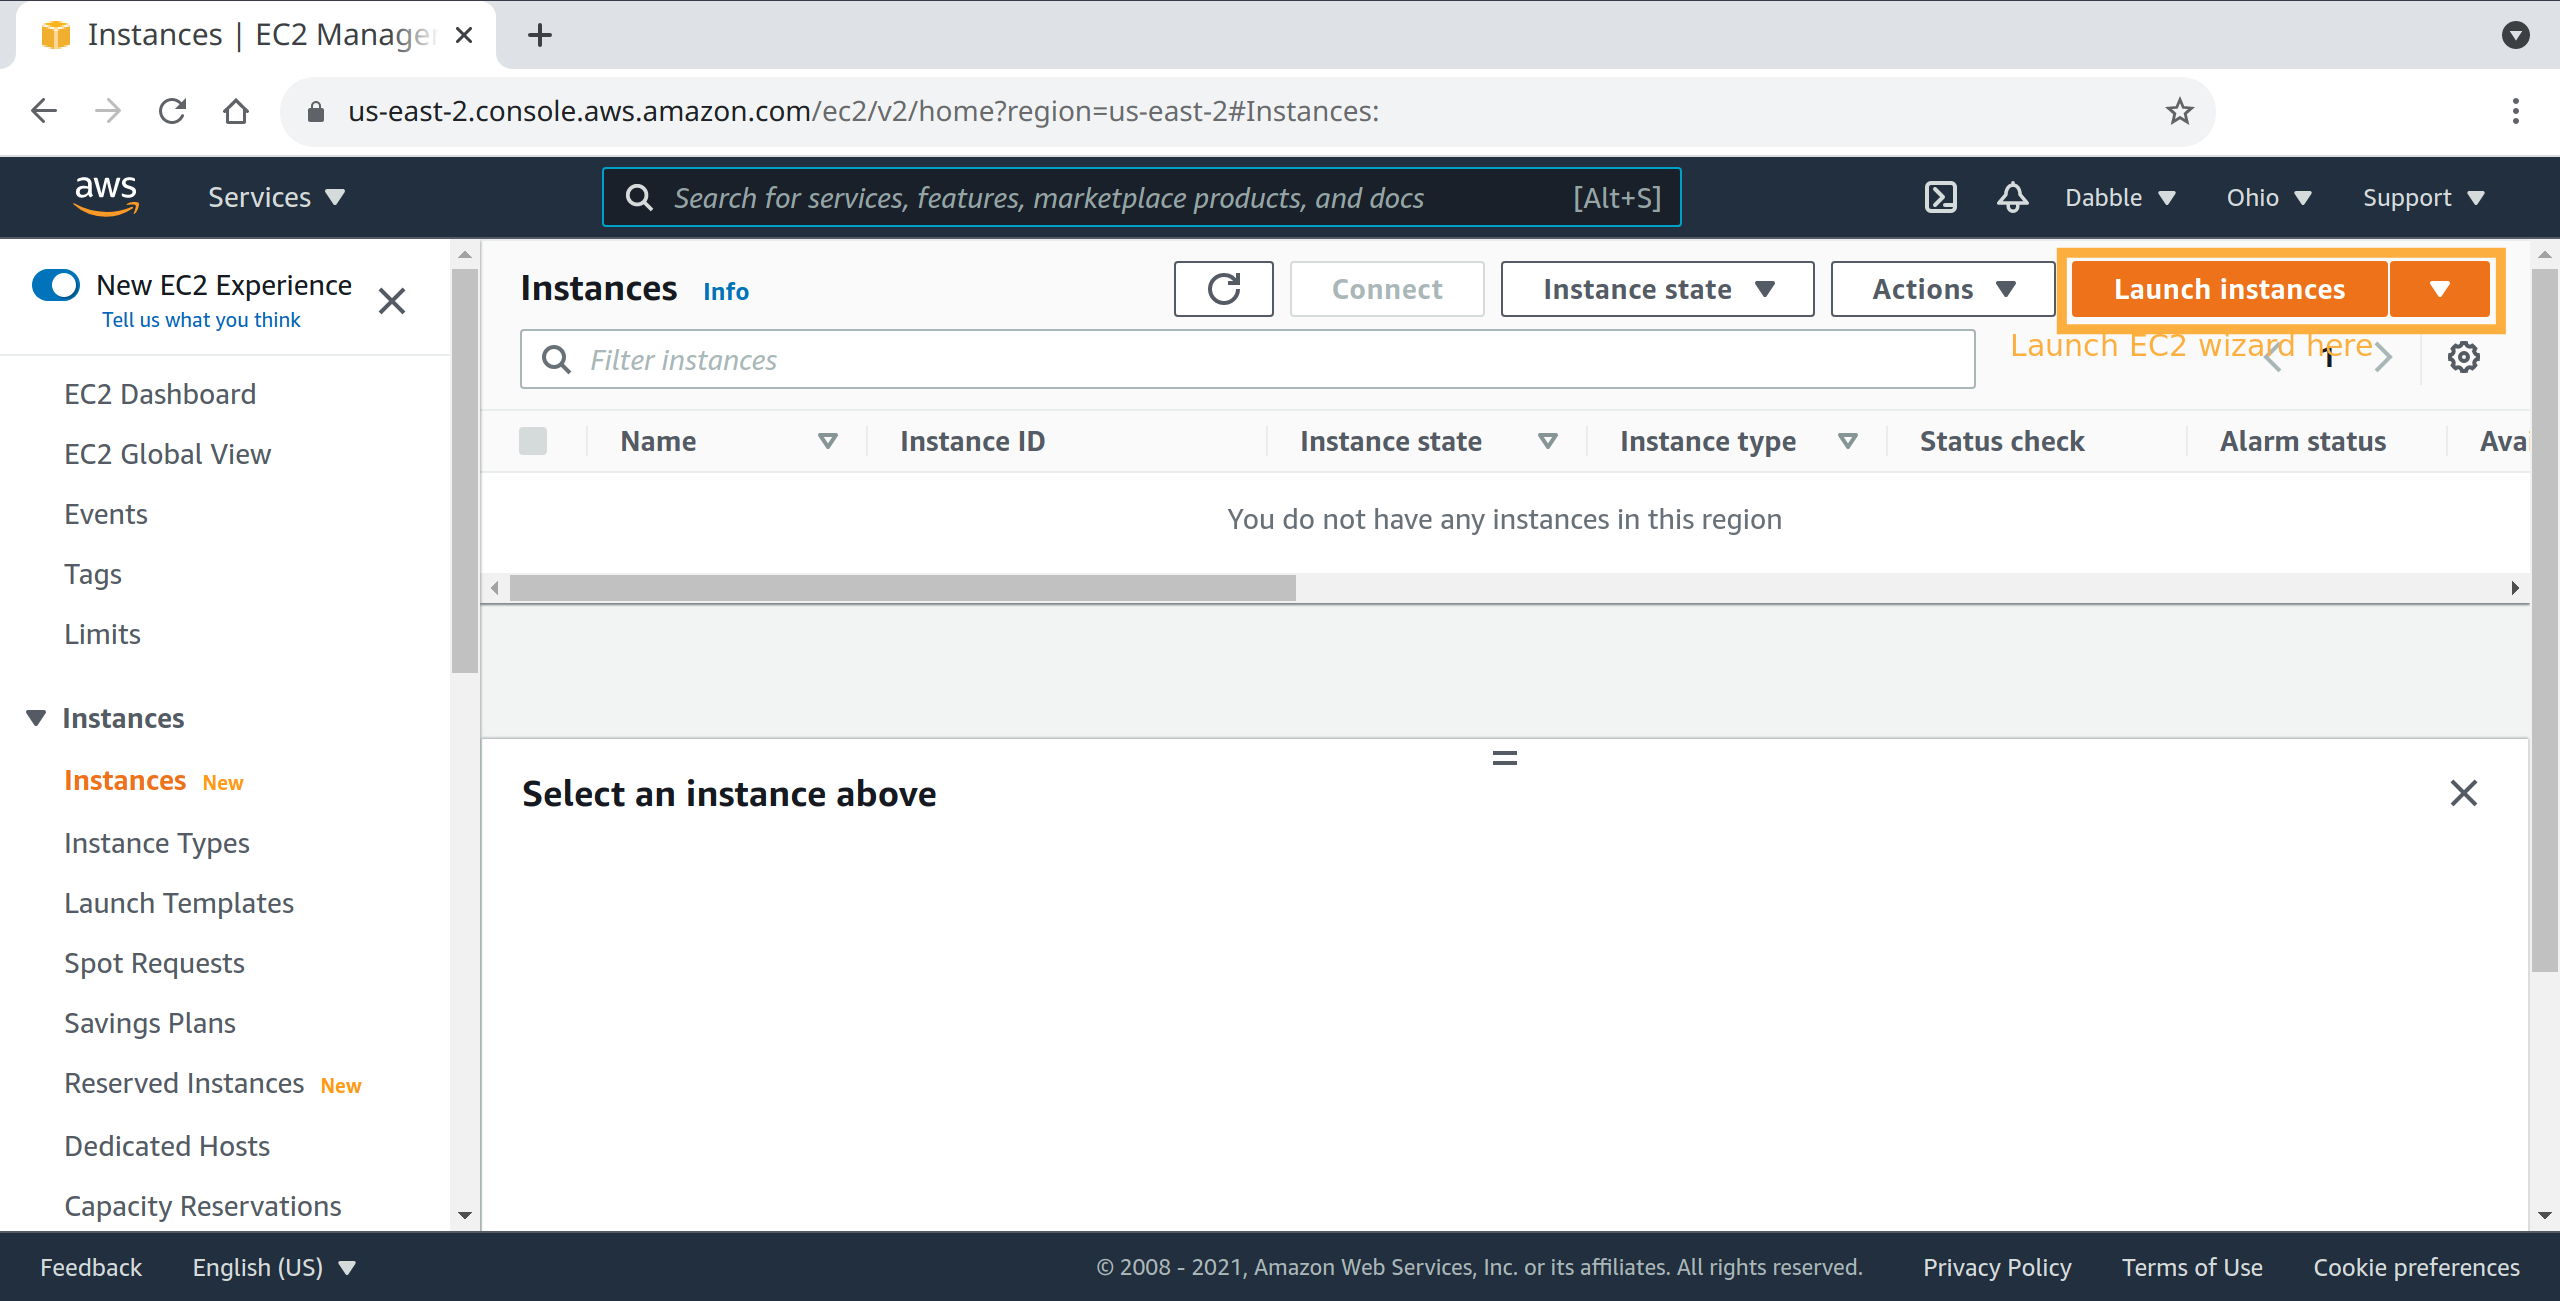 Instances | EC2 Manage
us-east-2.console.aws.amazon.com/ec2/v2/home?region=us-east-2#Instances:
aws
Services
Search for services, features, marketplace products, and docs
[Alt+S]
Dabble
Ohio
Support
New EC2 Experience
Tell us what you think
EC2 Dashboard
EC2 Global View
Events
Tags
Limits
Instances
Instances New
Instance Types
Launch Templates
Spot Requests
Savings Plans
Reserved Instances New
Dedicated Hosts
Capacity Reservations
Instances Info
Connect
Instance state
Actions
Launch instances
Launch EC2 wizard here
Filter instances
1
Name
Instance ID
Instance state
Instance type
Status check
Alarm status
Ava
You do not have any instances in this region
Select an instance above
Feedback
English (US)
© 2008 - 2021, Amazon Web Services, Inc. or its affiliates. All rights reserved.
Privacy Policy
Terms of Use
Cookie preferences